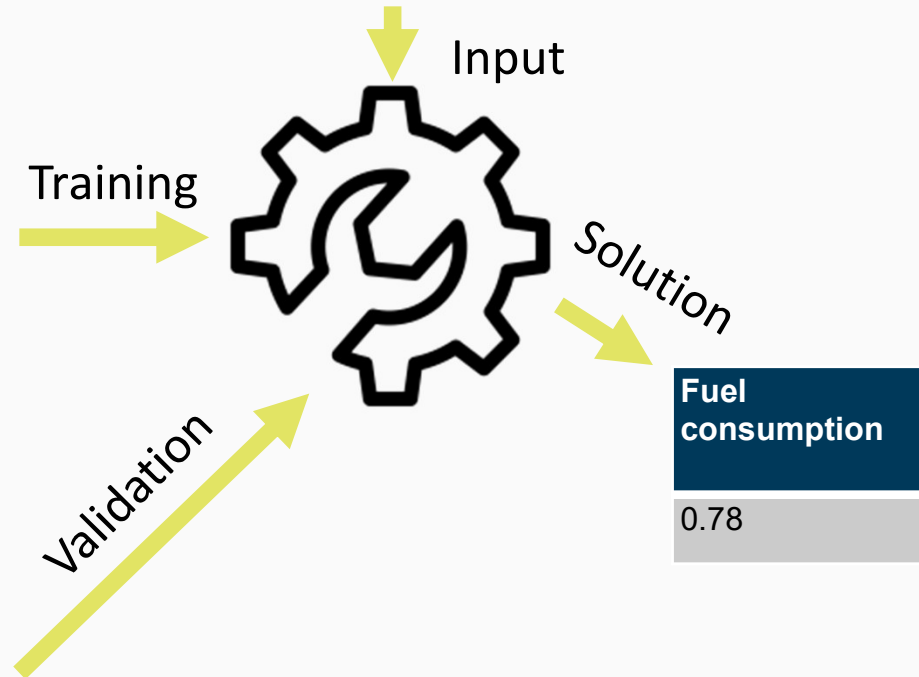 Input
Training
Solution
Validation
Fuel
consumption
0.78